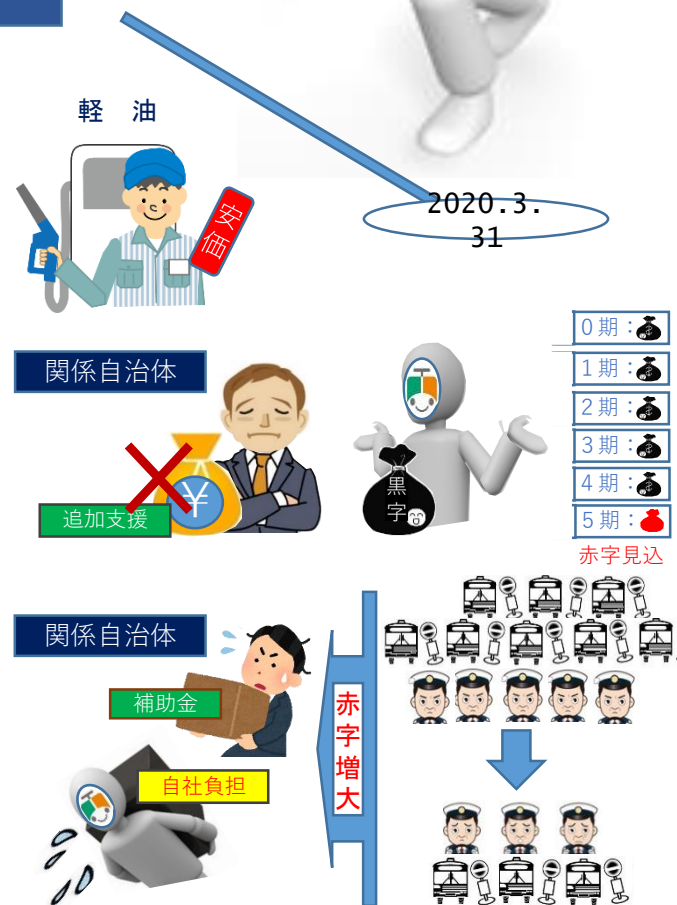 軽　油
安価
2020.3.
31
関係自治体
¥
追加支援
黒字
0期：
1期：
2期：
3期：
4期：
5期：
赤字見込
関係自治体
補助金
自社負担
赤字増大